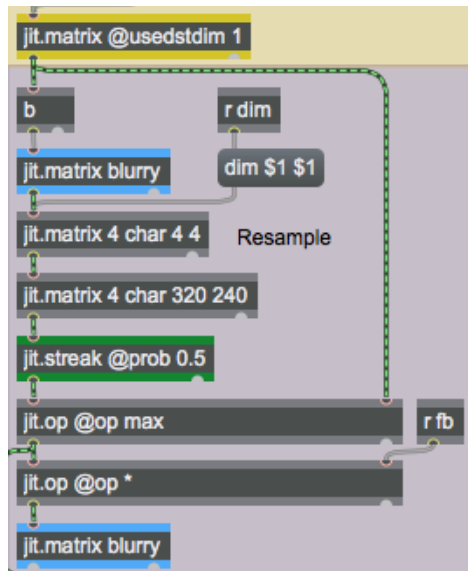 jit.matrix @usedstdim 1
b
r dim
jit.matrix blurry
dim $1 $1
jit.matrix 4 char 4 4
Resample
jit.matrix 4 char 320 240
jit.streak @prob 0.5
jit.op @op max
r fb
jit.op @op *
jit.matrix blurry